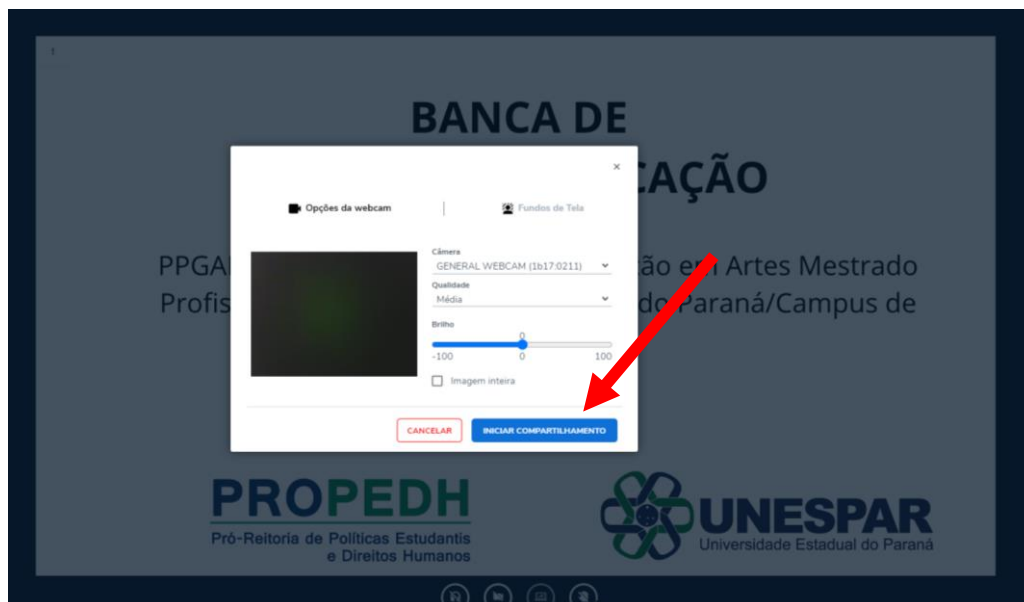 1
BANCA DE
CAÇÃO
×
Opções da webcam
Fundos de Tela
PPGA
ão em Artes Mestrado
Profis
do Paraná/Campus de
Câmera
GENERAL WEBCAM (1b17:0211)
Qualidade
Média
Brilho
0
-100 0 100
Imagem inteira
CANCELAR
INICIAR COMPARTILHAMENTO
PROPEDH
Pró-Reitoria de Políticas Estudantis
e Direitos Humanos
UNESPAR
Universidade Estadual do Paraná